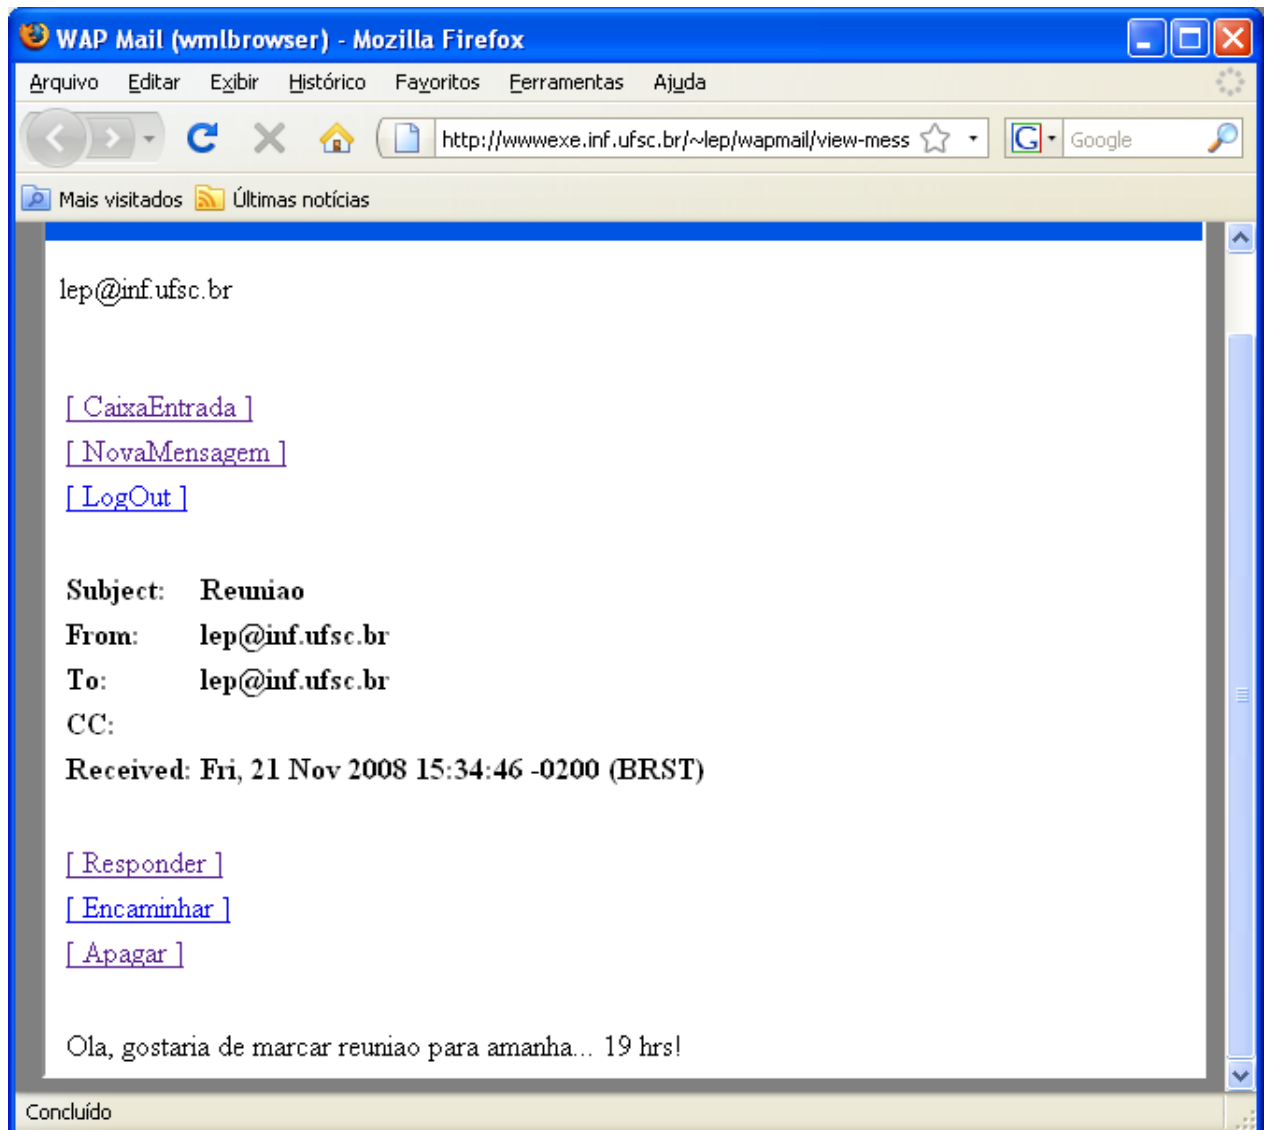 WAP Mail (wmlbrowser) - Mozilla Firefox
Arquivo Editar Exibir Histórico Favoritos Ferramentas Ajuda
http://wwwexe.inf.ufsc.br/~lep/wapmail/view-mess G Google
Mais visitados Últimas notícias
lep@inf.ufsc.br
[ CaixaEntrada ]
[ NovaMensagem ]
[ LogOut ]
Subject: Reuniao
From: lep@inf.ufsc.br
To: lep@inf.ufsc.br
CC:
Received: Fri, 21 Nov 2008 15:34:46 -0200 (BRST)
[ Responder ]
[ Encaminhar ]
[ Apagar ]
Ola, gostaria de marcar reuniao para amanha... 19 hrs!
Concluído